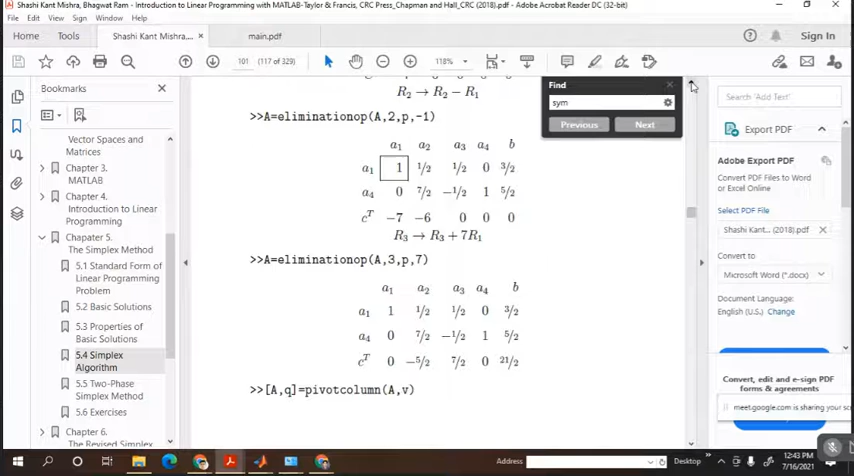 Shashi Kant Mishra, Bhagwat Ram - Introduction to Linear Programming with MATLAB-Taylor & Francis, CRC Press_Chapman and Hall_CRC (2018).pdf - Adobe Acrobat Reader DC (32-bit)
File Edit View Sign Window Help
Home Tools Shashi Kant Mishra,... × main.pdf Sign In
101 (117 of 329) 118%
Bookmarks ×
Vector Spaces and
Matrices
Chapter 3.
MATLAB
Chapter 4.
Introduction to Linear
Programming
Chapater 5.
The Simplex Method
5.1 Standard Form of
Linear Programming
Problem
5.2 Basic Solutions
5.3 Properties of
Basic Solutions
5.4 Simplex
Algorithm
5.5 Two-Phase
Simplex Method
5.6 Exercises
Chapter 6.
The Revised Simplex
R₂ → R₂ − R₁
>>A=eliminationop(A,2,p,-1)
a₁ a₂ a₃ a₄ b
a₁ 1 1/2 1/2 0 3/2
a₄ 0 7/2 −1/2 1 5/2
cᵀ −7 −6 0 0 0
R₃ → R₃ + 7R₁
>>A=eliminationop(A,3,p,7)
a₁ a₂ a₃ a₄ b
a₁ 1 1/2 1/2 0 3/2
a₄ 0 7/2 −1/2 1 5/2
cᵀ 0 −5/2 7/2 0 21/2
>>[A,q]=pivotcolumn(A,v)
Find ×
sym
Previous Next
Search 'Add Text'
Export PDF
Adobe Export PDF
Convert PDF Files to Word
or Excel Online
Select PDF File
Shashi Kant... (2018).pdf ×
Convert to
Microsoft Word (*.docx)
Document Language:
English (U.S.) Change
Convert, edit and e-sign PDF
forms & agreements
meet.google.com is sharing your scr
Address Desktop »
12:43 PM
7/16/2021